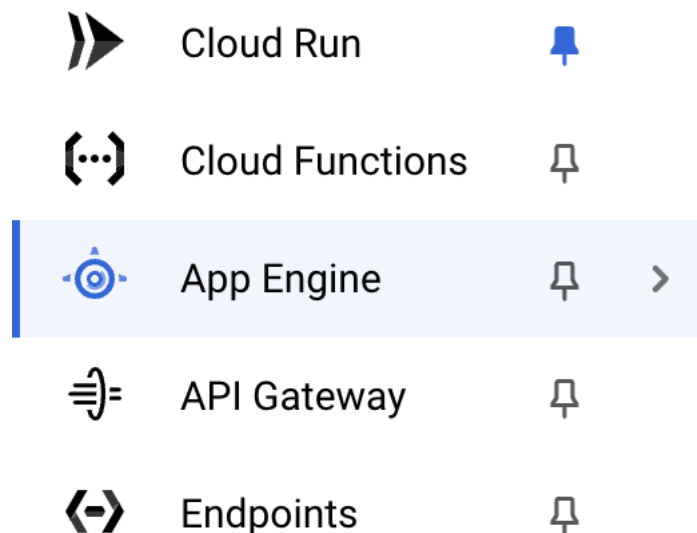 Cloud Run
Cloud Functions
App Engine
API Gateway
Endpoints